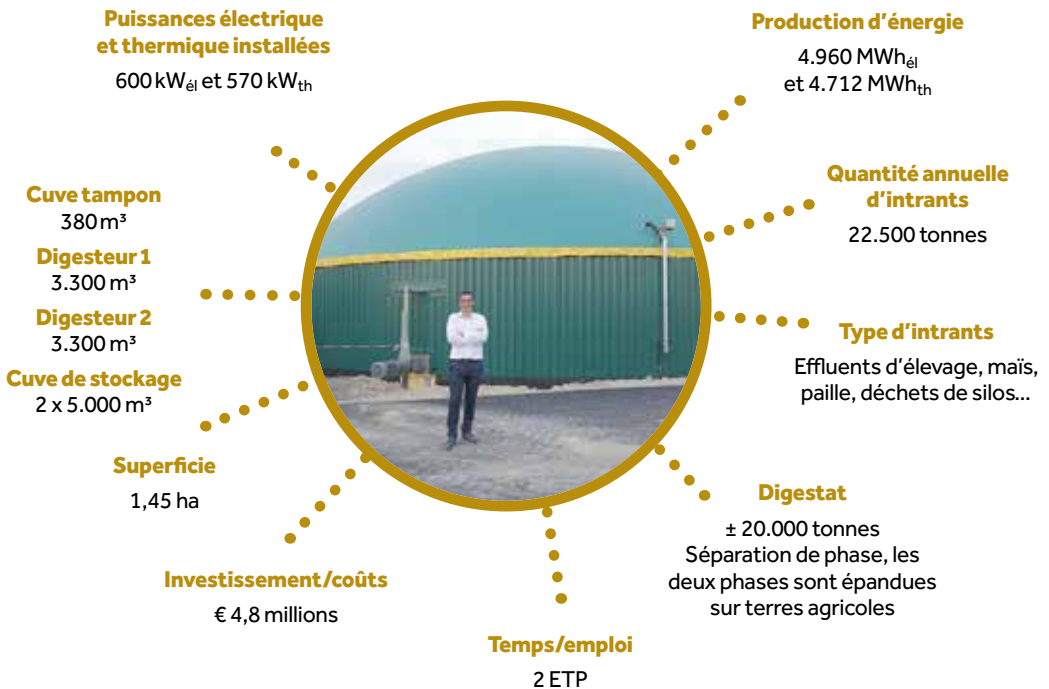 Puissances électrique
et thermique installées
600 kWél et 570 kWth
Production d'énergie
4.960 MWhél
et 4.712 MWhth
Cuve tampon
380 m³
Digesteur 1
3.300 m³
Digesteur 2
3.300 m³
Cuve de stockage
2 x 5.000 m³
Quantité annuelle
d'intrants
22.500 tonnes
Type d'intrants
Effluents d'élevage, maïs,
paille, déchets de silos...
Superficie
1,45 ha
Digestat
± 20.000 tonnes
Séparation de phase, les
deux phases sont épandues
sur terres agricoles
Investissement/coûts
€ 4,8 millions
Temps/emploi
2 ETP